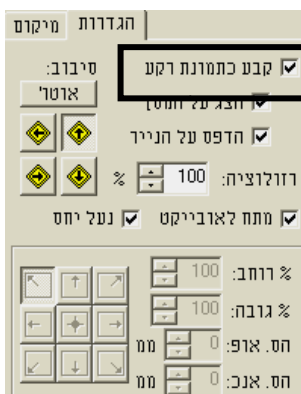 הגדרות מיקום
קבע כתמונת רקע
סיבוב:
אוטו'
הצג על
הדפס על הנייר
רזולוציה: 100 %
מתח לאובייקט נעל יחס
% רוחב: 100
% גובה: 100
הס. אופ: 0 ממ
הס. אנכ: 0 ממ